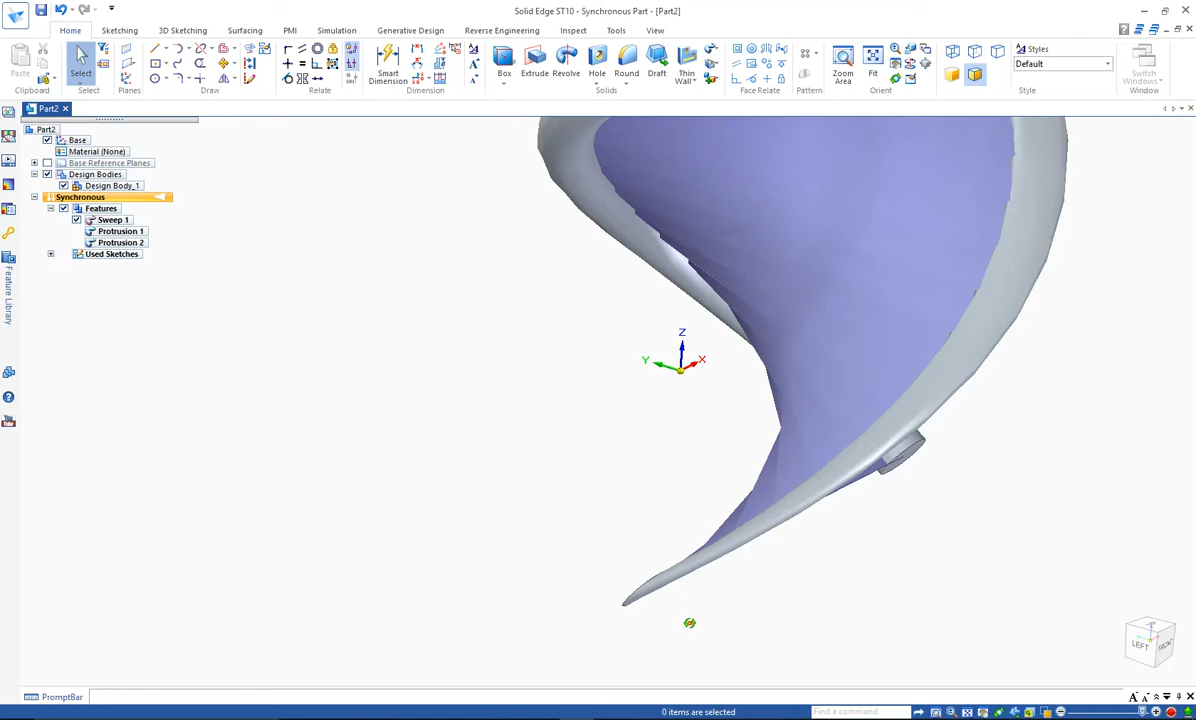 Solid Edge ST10 - Synchronous Part - [Part2]
Home Sketching 3D Sketching Surfacing PMI Simulation Generative Design Reverse Engineering Inspect Tools View
Paste Select Smart Dimension Box Extrude Revolve Hole Round Draft Thin Wall Zoom Area Fit Styles Default Switch Windows
Clipboard Select Planes Draw Relate Dimension Solids Face Relate Pattern Orient Style Window
Part2
Part2
Base
Material (None)
Base Reference Planes
Design Bodies
Design Body_1
Synchronous
Features
Sweep 1
Protrusion 1
Protrusion 2
Used Sketches
Feature Library
You
Z
Y X
LEFT FRONT
PromptBar
0 items are selected Find a command